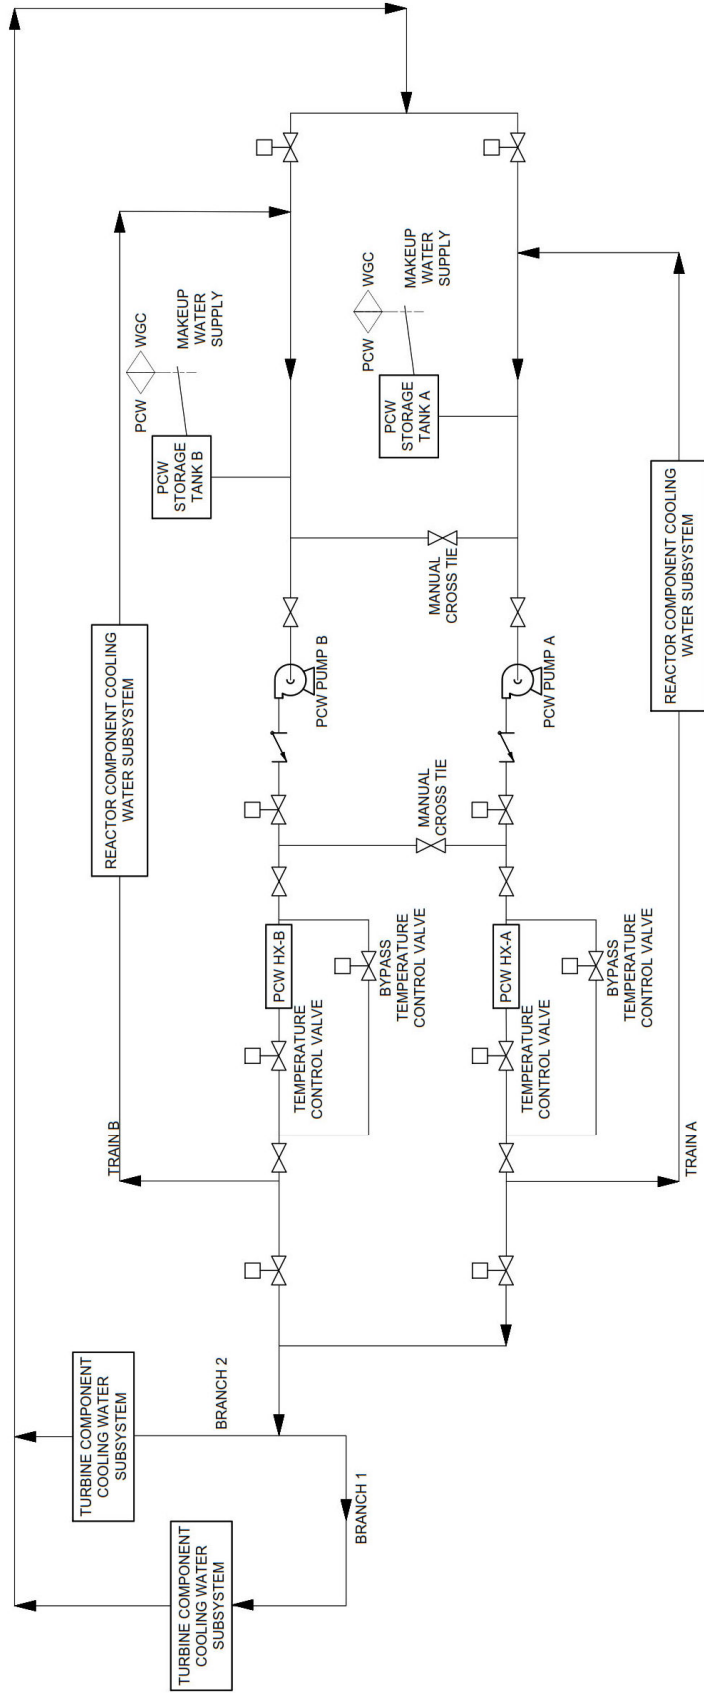 TURBINE COMPONENT
COOLING WATER
SUBSYSTEM
TURBINE COMPONENT
COOLING WATER
SUBSYSTEM
BRANCH 2
BRANCH 1
TRAIN B
REACTOR COMPONENT COOLING
WATER SUBSYSTEM
PCW
WGC
MAKEUP
WATER
SUPPLY
PCW
STORAGE
TANK B
TEMPERATURE
CONTROL VALVE
PCW HX-B
BYPASS
TEMPERATURE
CONTROL VALVE
MANUAL
CROSS TIE
PCW PUMP B
MANUAL
CROSS TIE
PCW
WGC
MAKEUP
WATER
SUPPLY
PCW
STORAGE
TANK A
TEMPERATURE
CONTROL VALVE
PCW HX-A
BYPASS
TEMPERATURE
CONTROL VALVE
PCW PUMP A
TRAIN A
REACTOR COMPONENT COOLING
WATER SUBSYSTEM